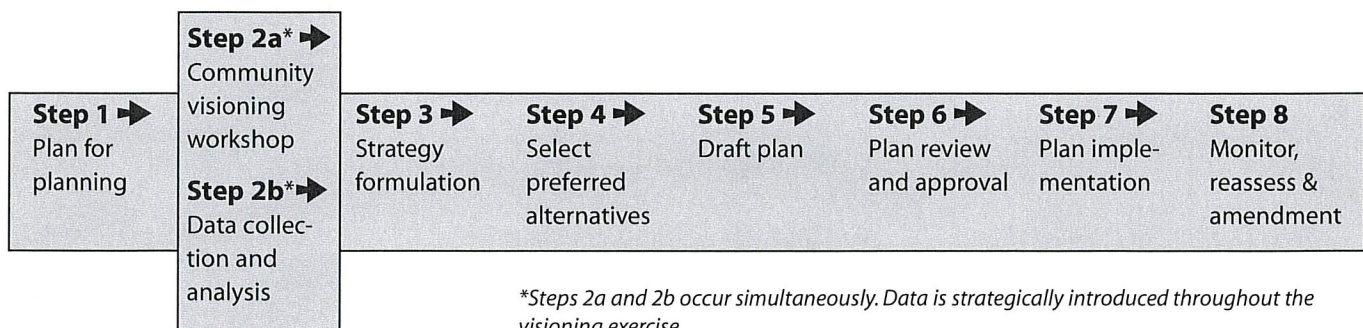 Step 1 ➔
Plan for
planning
Step 2a* ➔
Community
visioning
workshop
Step 2b* ➔
Data collec-
tion and
analysis
Step 3 ➔
Strategy
formulation
Step 4 ➔
Select
preferred
alternatives
Step 5 ➔
Draft plan
Step 6 ➔
Plan review
and approval
Step 7 ➔
Plan imple-
mentation
Step 8
Monitor,
reassess &
amendment
*Steps 2a and 2b occur simultaneously. Data is strategically introduced throughout the
visioning exercise